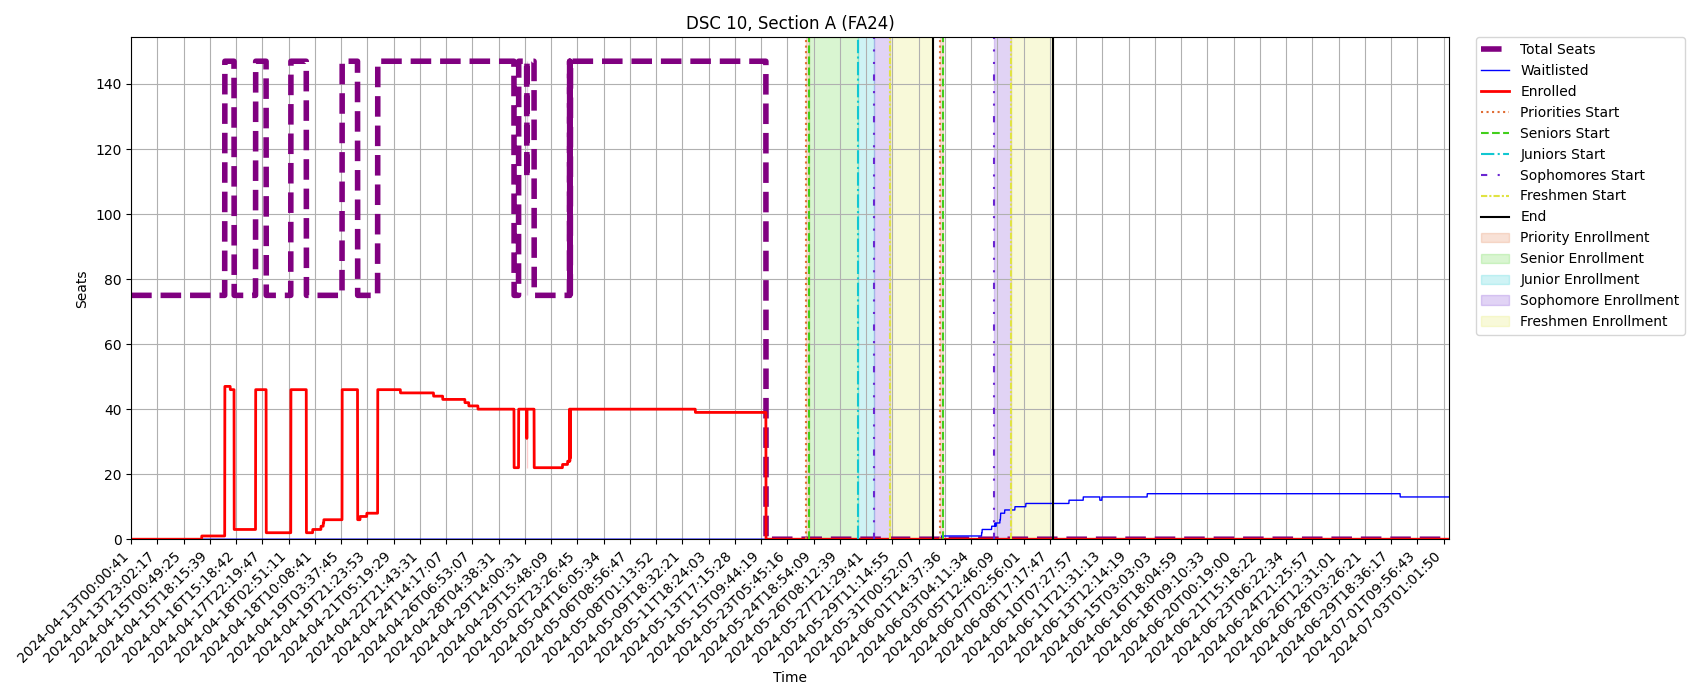 DSC 10, Section A (FA24)
Seats
140
120
100
80
60
40
20
0
2024-04-13T00:00:41
2024-04-13T23:02:17
2024-04-15T00:49:25
2024-04-15T18:15:39
2024-04-16T15:18:42
2024-04-17T22:19:47
2024-04-18T02:51:11
2024-04-18T10:08:41
2024-04-19T03:37:45
2024-04-19T21:23:53
2024-04-21T05:19:29
2024-04-22T21:43:31
2024-04-24T14:17:07
2024-04-26T06:53:07
2024-04-28T04:38:31
2024-04-29T14:00:31
2024-04-29T15:48:09
2024-05-02T23:26:45
2024-05-04T16:05:34
2024-05-06T08:56:47
2024-05-08T01:13:52
2024-05-09T18:32:21
2024-05-11T18:24:03
2024-05-13T17:15:28
2024-05-15T09:44:19
2024-05-23T05:45:16
2024-05-24T18:54:09
2024-05-26T08:12:39
2024-05-27T21:29:41
2024-05-29T11:14:55
2024-05-31T00:52:07
2024-06-01T14:37:36
2024-06-03T04:11:34
2024-06-05T12:46:09
2024-06-07T02:56:01
2024-06-08T17:17:47
2024-06-10T07:27:57
2024-06-11T21:31:13
2024-06-13T12:14:19
2024-06-15T03:03:03
2024-06-16T18:04:59
2024-06-18T09:10:33
2024-06-20T00:19:00
2024-06-21T15:18:22
2024-06-23T06:22:34
2024-06-24T21:25:57
2024-06-26T12:31:01
2024-06-28T03:26:21
2024-06-29T18:36:17
2024-07-01T09:56:43
2024-07-03T01:01:50
Time
Total Seats
Waitlisted
Enrolled
Priorities Start
Seniors Start
Juniors Start
Sophomores Start
Freshmen Start
End
Priority Enrollment
Senior Enrollment
Junior Enrollment
Sophomore Enrollment
Freshmen Enrollment